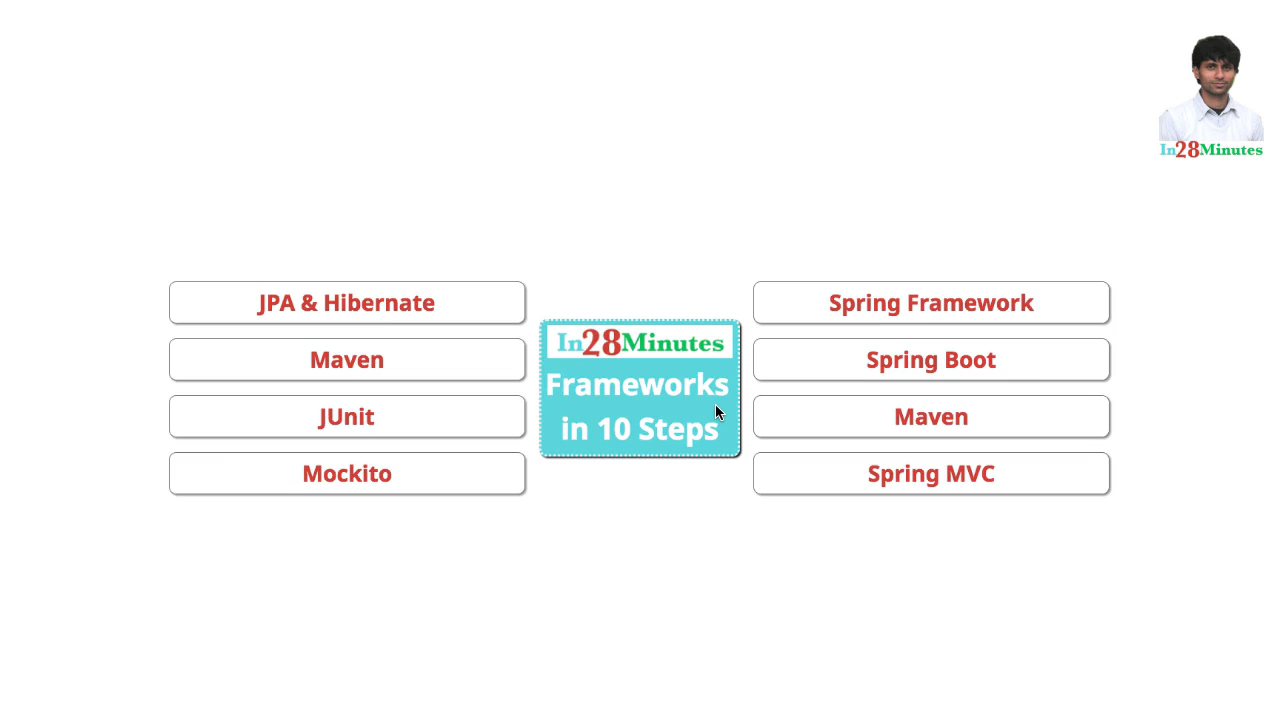 In28Minutes
JPA & Hibernate
Maven
JUnit
Mockito
In28Minutes
Frameworks
in 10 Steps
Spring Framework
Spring Boot
Maven
Spring MVC